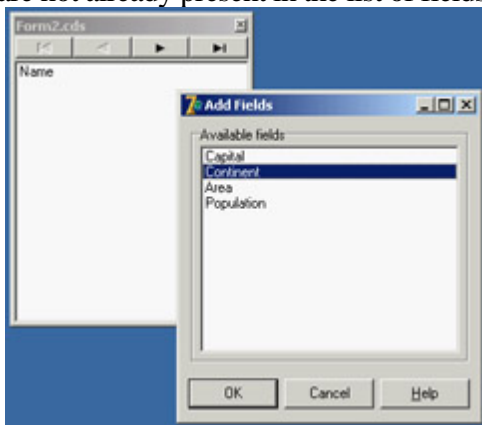 are not already present in the list of fields
Form2.cds
Name
Add Fields
Available fields
Capital
Continent
Area
Population
OK Cancel Help